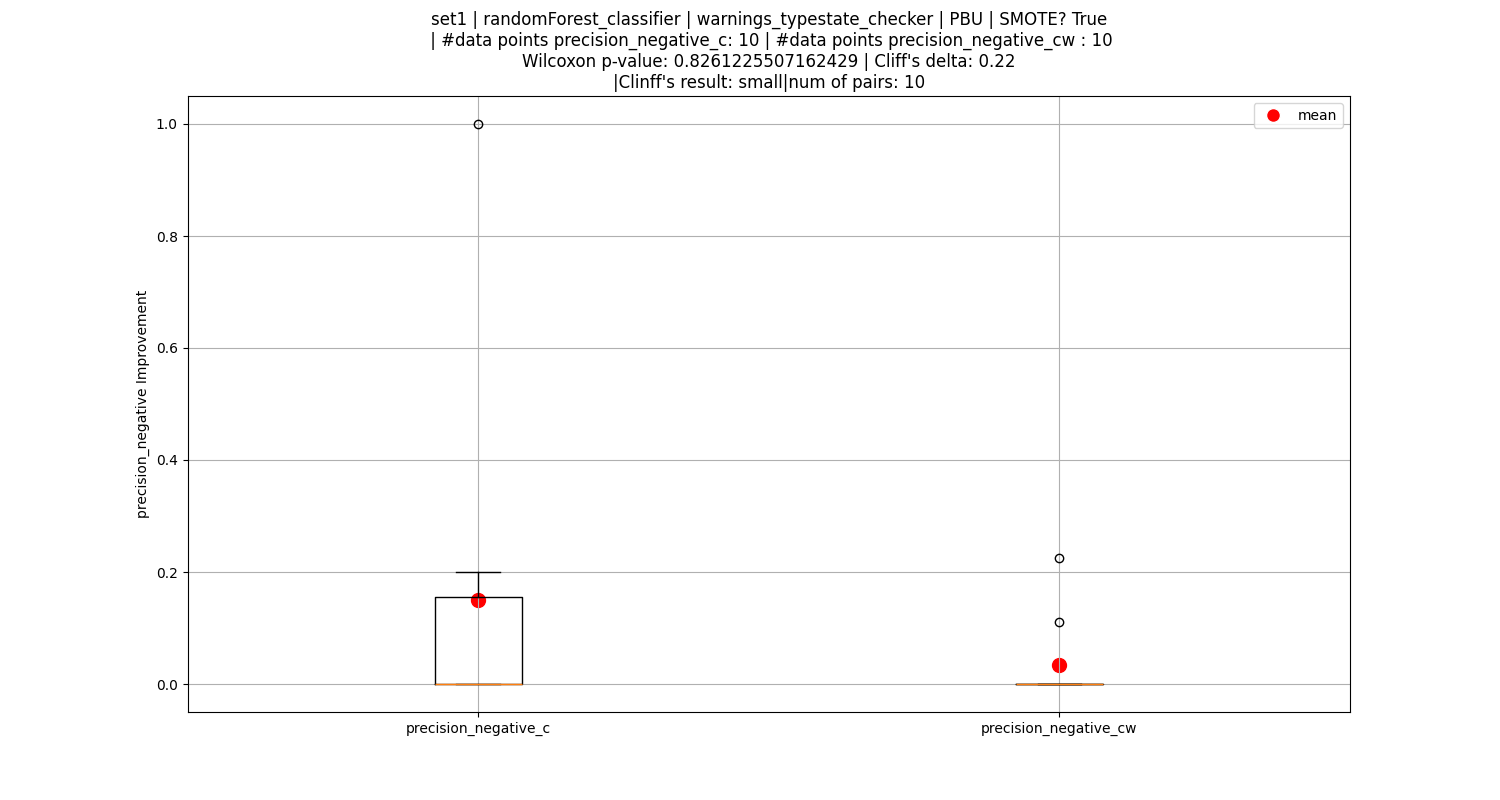 set1 | randomForest_classifier | warnings_typestate_checker | PBU | SMOTE? True
| #data points precision_negative_c: 10 | #data points precision_negative_cw : 10
Wilcoxon p-value: 0.8261225507162429 | Cliff's delta: 0.22
|Clinff's result: small|num of pairs: 10
mean
1.0
0.8
0.6
0.4
0.2
0.0
precision_negative Improvement
precision_negative_c
precision_negative_cw